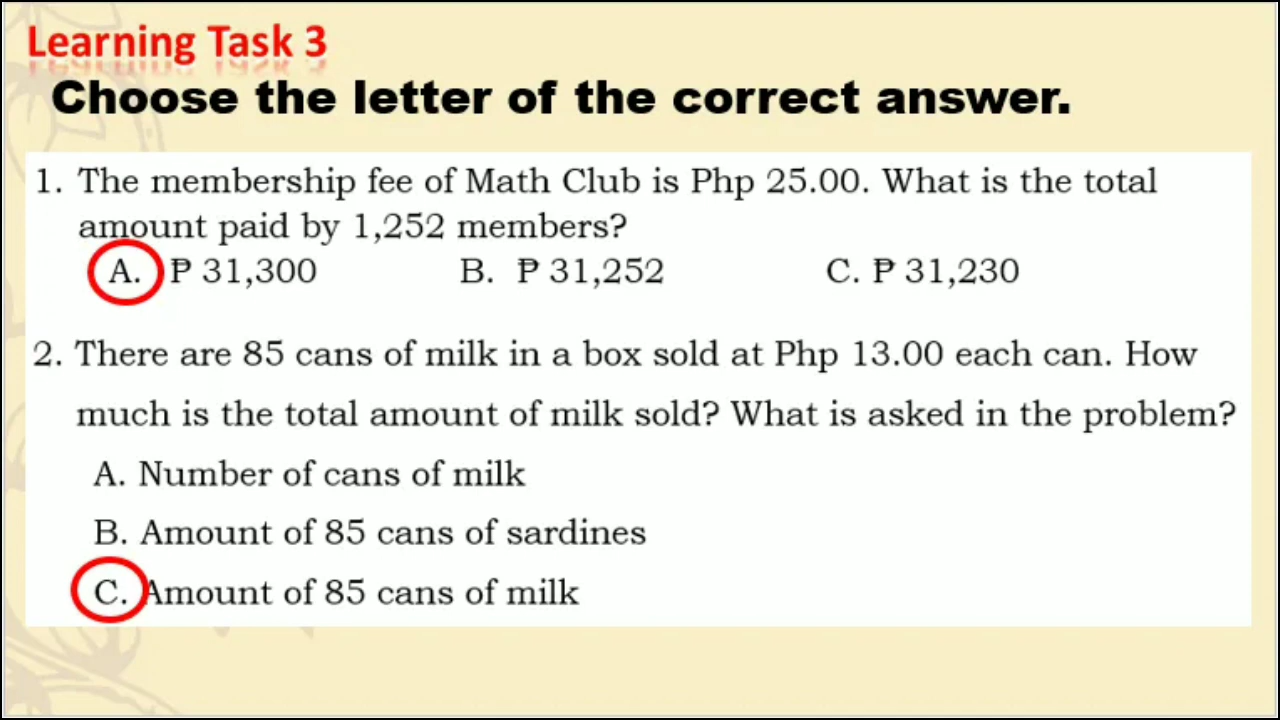 Learning Task 3
Choose the letter of the correct answer.
1. The membership fee of Math Club is Php 25.00. What is the total
amount paid by 1,252 members?
A. ₱ 31,300 B. ₱ 31,252 C. ₱ 31,230
2. There are 85 cans of milk in a box sold at Php 13.00 each can. How
much is the total amount of milk sold? What is asked in the problem?
A. Number of cans of milk
B. Amount of 85 cans of sardines
C. Amount of 85 cans of milk